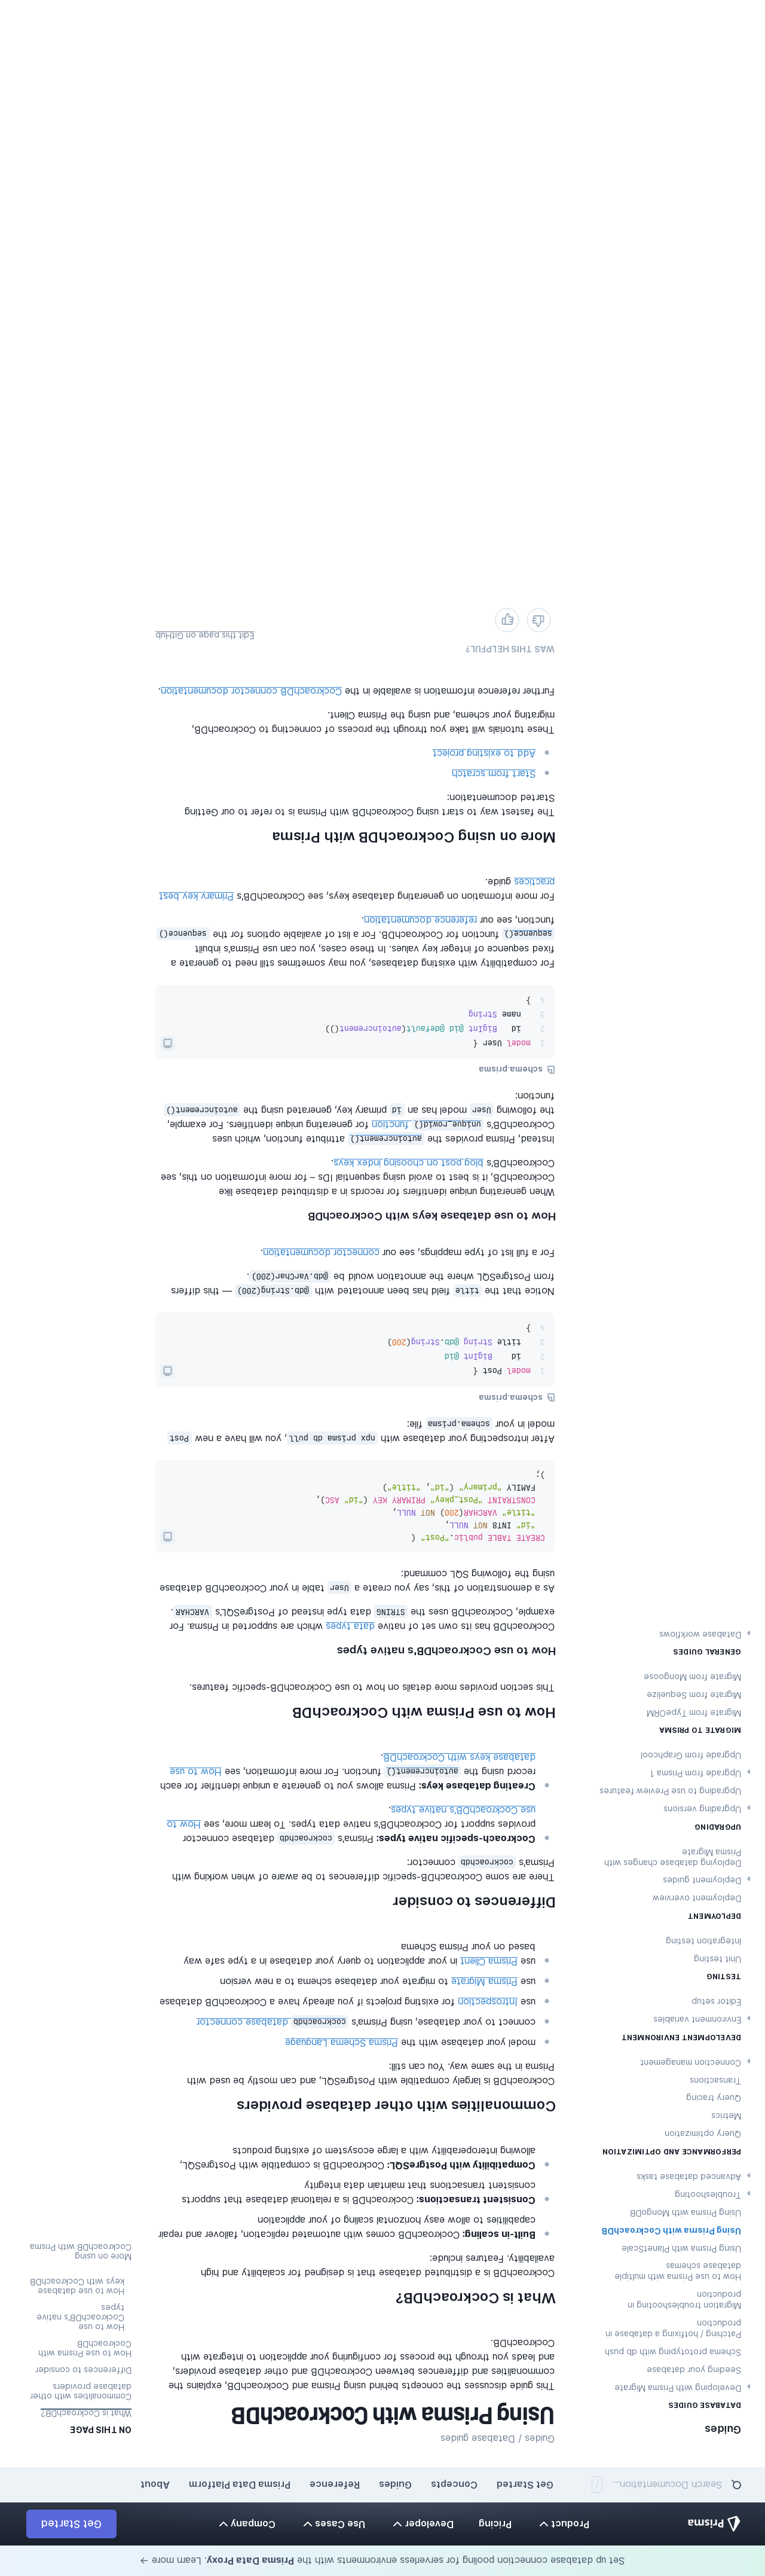 Set up database connection pooling for serverless environments with the Prisma Data Proxy. Learn more →
Prisma
Product
Pricing
Developer
Use Cases
Company
Get Started
Search Documentation... /
Get Started
Concepts
Guides
Reference
Prisma Data Platform
About
Guides
DATABASE GUIDES
Developing with Prisma Migrate
Seeding your database
Schema prototyping with db push
Patching / hotfixing a database in
production
Migration troubleshooting in
production
How to use Prisma with multiple
database schemas
Using Prisma with PlanetScale
Using Prisma with CockroachDB
Using Prisma with MongoDB
Troubleshooting
Advanced database tasks
PERFORMANCE AND OPTIMIZATION
Query optimization
Metrics
Query tracing
Transactions
Connection management
DEVELOPMENT ENVIRONMENT
Environment variables
Editor setup
TESTING
Unit testing
Integration testing
DEPLOYMENT
Deployment overview
Deployment guides
Deploying database changes with
Prisma Migrate
UPGRADING
Upgrading versions
Upgrading to use Preview features
Upgrade from Prisma 1
Upgrade from Graphcool
MIGRATE TO PRISMA
Migrate from TypeORM
Migrate from Sequelize
Migrate from Mongoose
GENERAL GUIDES
Database workflows
Guides / Database guides
Using Prisma with CockroachDB
This guide discusses the concepts behind using Prisma and CockroachDB, explains the
commonalities and differences between CockroachDB and other database providers,
and leads you through the process for configuring your application to integrate with
CockroachDB.
What is CockroachDB?
CockroachDB is a distributed database that is designed for scalability and high
availability. Features include:
Built-in scaling: CockroachDB comes with automated replication, failover and repair
capabilities to allow easy horizontal scaling of your application
Consistent transactions: CockroachDB is a relational database that supports
consistent transactions that maintain data integrity
Compatibility with PostgreSQL: CockroachDB is compatible with PostgreSQL,
allowing interoperability with a large ecosystem of existing products
Commonalities with other database providers
CockroachDB is largely compatible with PostgreSQL, and can mostly be used with
Prisma in the same way. You can still:
model your database with the Prisma Schema Language
connect to your database, using Prisma's cockroachdb database connector
use Introspection for existing projects if you already have a CockroachDB database
use Prisma Migrate to migrate your database schema to a new version
use Prisma Client in your application to query your database in a type safe way
based on your Prisma Schema
Differences to consider
There are some CockroachDB-specific differences to be aware of when working with
Prisma's cockroachdb connector:
Cockroach-specific native types: Prisma's cockroachdb database connector
provides support for CockroachDB's native data types. To learn more, see How to
use CockroachDB's native types.
Creating database keys: Prisma allows you to generate a unique identifier for each
record using the autoincrement() function. For more information, see How to use
database keys with CockroachDB.
How to use Prisma with CockroachDB
This section provides more details on how to use CockroachDB-specific features.
How to use CockroachDB's native types
CockroachDB has its own set of native data types which are supported in Prisma. For
example, CockroachDB uses the STRING data type instead of PostgreSQL's VARCHAR.
As a demonstration of this, say you create a User table in your CockroachDB database
using the following SQL command:
CREATE TABLE public."Post" (
"id" INT8 NOT NULL,
"title" VARCHAR(200) NOT NULL,
CONSTRAINT "Post_pkey" PRIMARY KEY ("id" ASC),
FAMILY "primary" ("id", "title")
);
After introspecting your database with npx prisma db pull, you will have a new Post
model in your schema.prisma file:
schema.prisma
1 model Post {
2 id BigInt @id
3 title String @db.String(200)
4 }
Notice that the title field has been annotated with @db.String(200) — this differs
from PostgreSQL where the annotation would be @db.VarChar(200).
For a full list of type mappings, see our connector documentation.
How to use database keys with CockroachDB
When generating unique identifiers for records in a distributed database like
CockroachDB, it is best to avoid using sequential IDs – for more information on this, see
CockroachDB's blog post on choosing index keys.
Instead, Prisma provides the autoincrement() attribute function, which uses
CockroachDB's unique_rowid() function for generating unique identifiers. For example,
the following User model has an id primary key, generated using the autoincrement()
function:
schema.prisma
1 model User {
2 id BigInt @id @default(autoincrement())
3 name String
4 }
For compatibility with existing databases, you may sometimes still need to generate a
fixed sequence of integer key values. In these cases, you can use Prisma's inbuilt
sequence() function for CockroachDB. For a list of available options for the sequence()
function, see our reference documentation.
For more information on generating database keys, see CockroachDB's Primary key best
practices guide.
More on using CockroachDB with Prisma
The fastest way to start using CockroachDB with Prisma is to refer to our Getting
Started documentation:
Start from scratch
Add to exisiting project
These tutorials will take you through the process of connecting to CockroachDB,
migrating your schema, and using the Prisma Client.
Further reference information is available in the CockroachDB connector documentation.
WAS THIS HELPFUL?
Edit this page on GitHub
ON THIS PAGE
What is CockroachDB?
Commonalities with other
database providers
Differences to consider
How to use Prisma with
CockroachDB
How to use
CockroachDB's native
types
How to use database
keys with CockroachDB
More on using
CockroachDB with Prisma